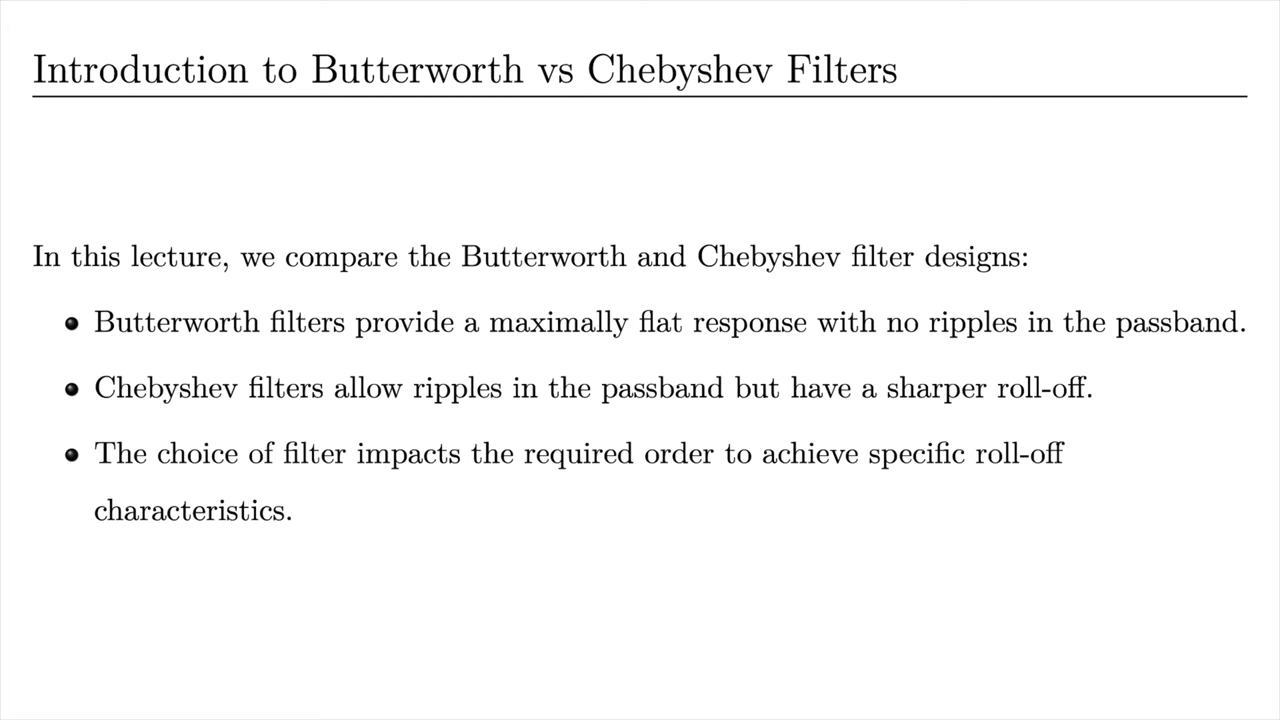 Introduction to Butterworth vs Chebyshev Filters
In this lecture, we compare the Butterworth and Chebyshev filter designs:
Butterworth filters provide a maximally flat response with no ripples in the passband.
Chebyshev filters allow ripples in the passband but have a sharper roll-off.
The choice of filter impacts the required order to achieve specific roll-off
characteristics.